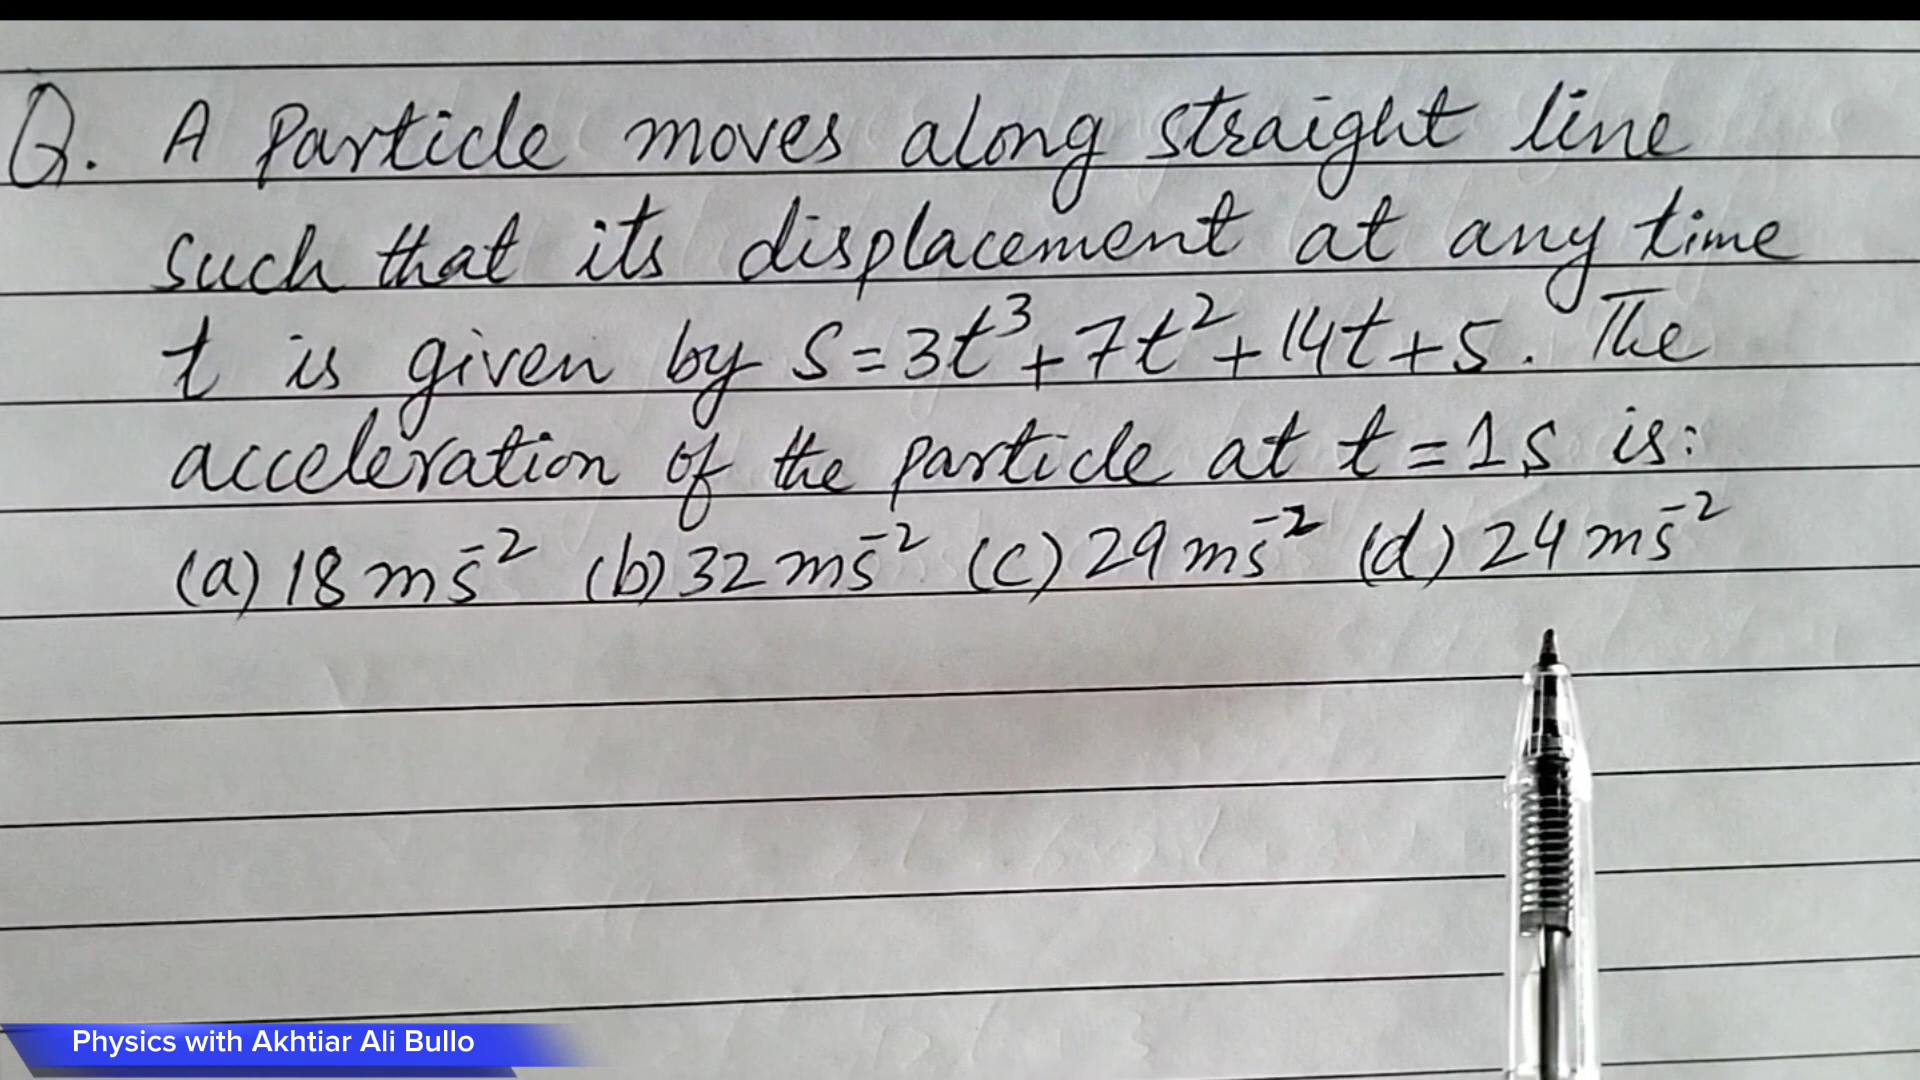 Q. A Particle moves along straight line
such that its displacement at any time
t is given by S=3t³+7t²+14t+5. The
acceleration of the particle at t=1s is:
(a) 18 ms⁻² (b) 32 ms⁻² (c) 29 ms⁻² (d) 24 ms⁻²
Physics with Akhtiar Ali Bullo